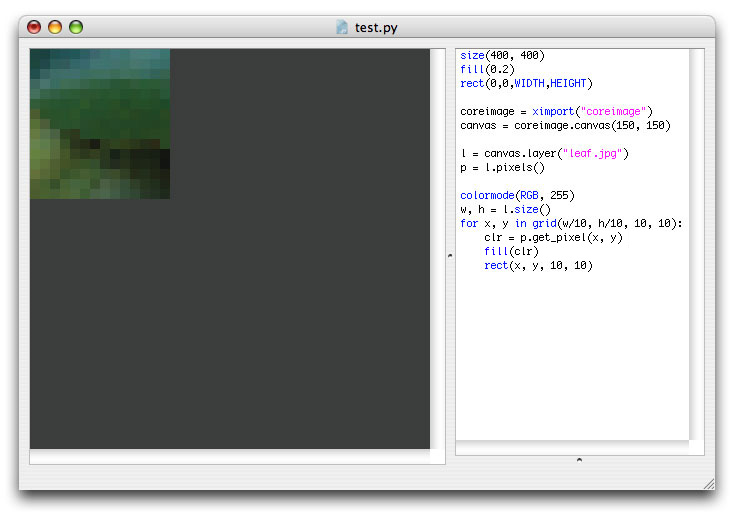 test.py
size(400, 400)
fill(0.2)
rect(0,0,WIDTH,HEIGHT)
coreimage = ximport("coreimage")
canvas = coreimage.canvas(150, 150)
l = canvas.layer("leaf.jpg")
p = l.pixels()
colormode(RGB, 255)
w, h = l.size()
for x, y in grid(w/10, h/10, 10, 10):
    clr = p.get_pixel(x, y)
    fill(clr)
    rect(x, y, 10, 10)